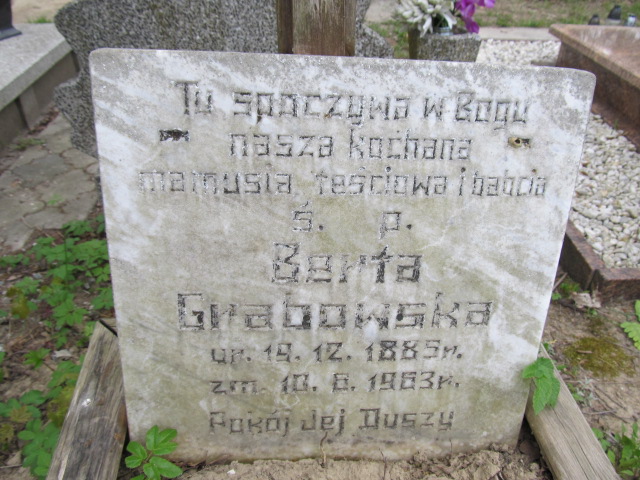 Tu spoczywa w Bogu
nasza kochana
mamusia teściowa i babcia
ś. p.
Berta
Grabowska
ur. 19. 12. 1885 r.
zm. 10. 6. 1963 r.
Pokój Jej Duszy